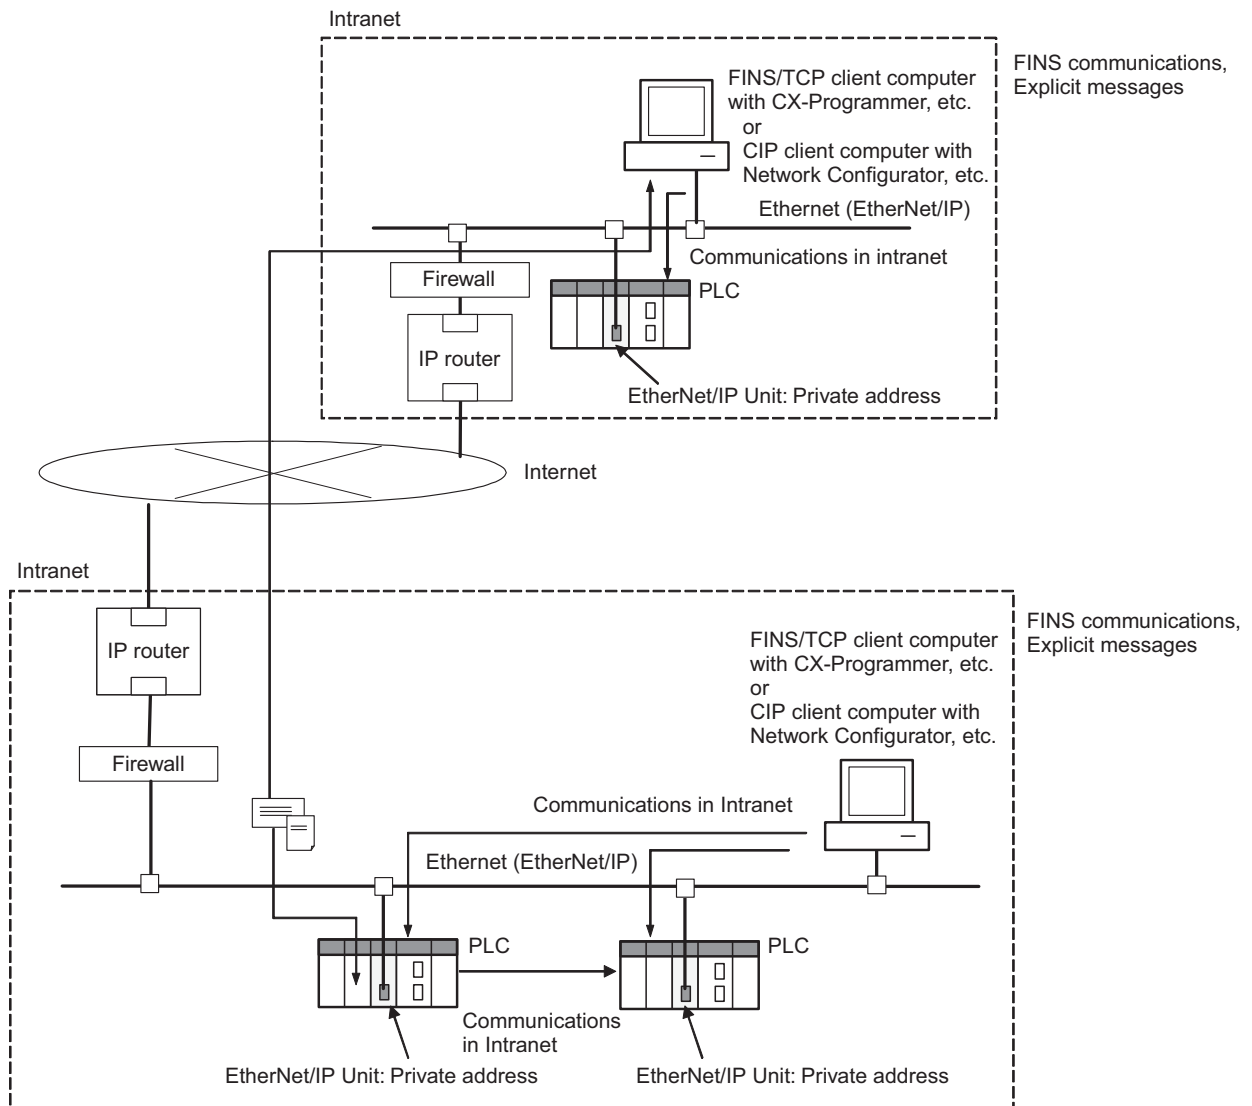 Intranet
FINS communications,
Explicit messages
FINS/TCP client computer
with CX-Programmer, etc.
or
CIP client computer with
Network Configurator, etc.
Ethernet (EtherNet/IP)
Communications in intranet
Firewall
PLC
IP router
EtherNet/IP Unit: Private address
Internet
Intranet
FINS communications,
Explicit messages
IP router
FINS/TCP client computer
with CX-Programmer, etc.
or
CIP client computer with
Network Configurator, etc.
Firewall
Communications in Intranet
Ethernet (EtherNet/IP)
PLC
PLC
Communications
in Intranet
EtherNet/IP Unit: Private address
EtherNet/IP Unit: Private address